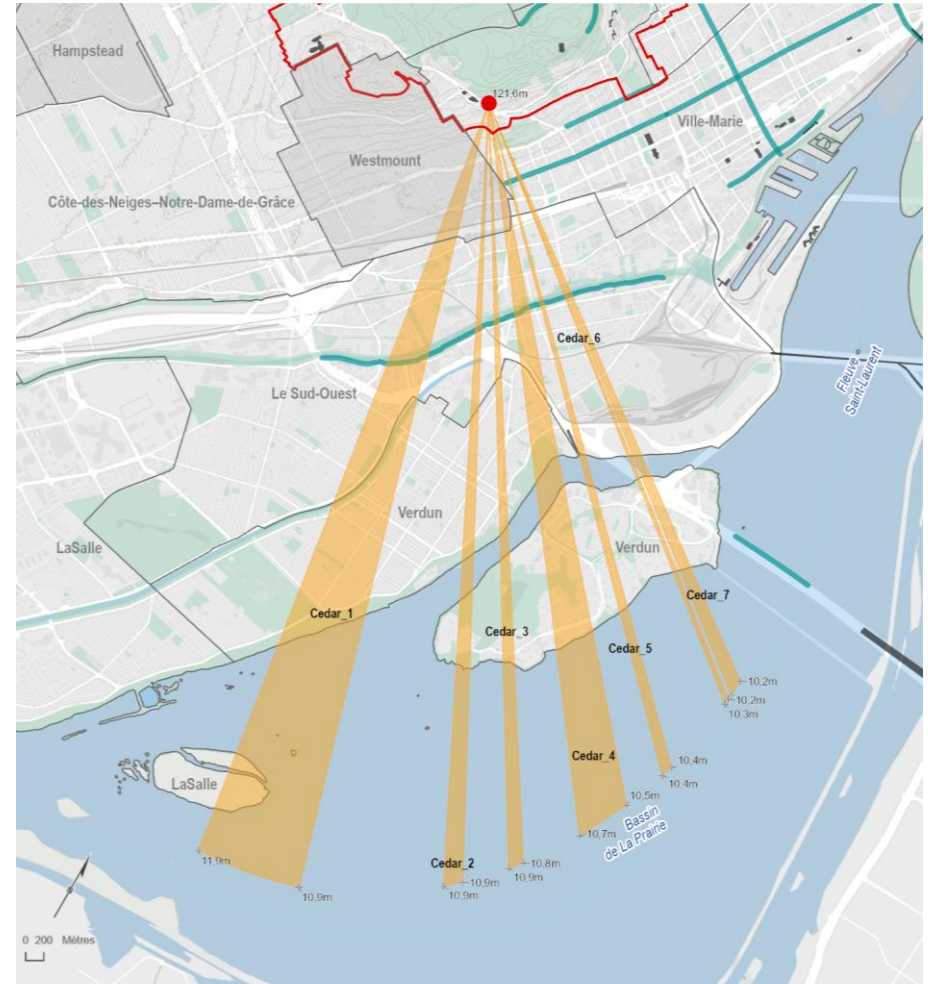 Hampstead
121,6m
Ville-Marie
Westmount
Côte-des-Neiges–Notre-Dame-de-Grâce
Cedar_6
Fleuve
Saint-Laurent
Le Sud-Ouest
Verdun
LaSalle
Verdun
Cedar_7
Cedar_1
Cedar_3
Cedar_5
10,2m
10,2m
10,3m
Cedar_4
10,4m
10,4m
LaSalle
10,5m
Bassin
de La Prairie
10,7m
11,9m
Cedar_2
10,8m
10,9m
10,9m
10,9m
10,9m
0 200 Mètres